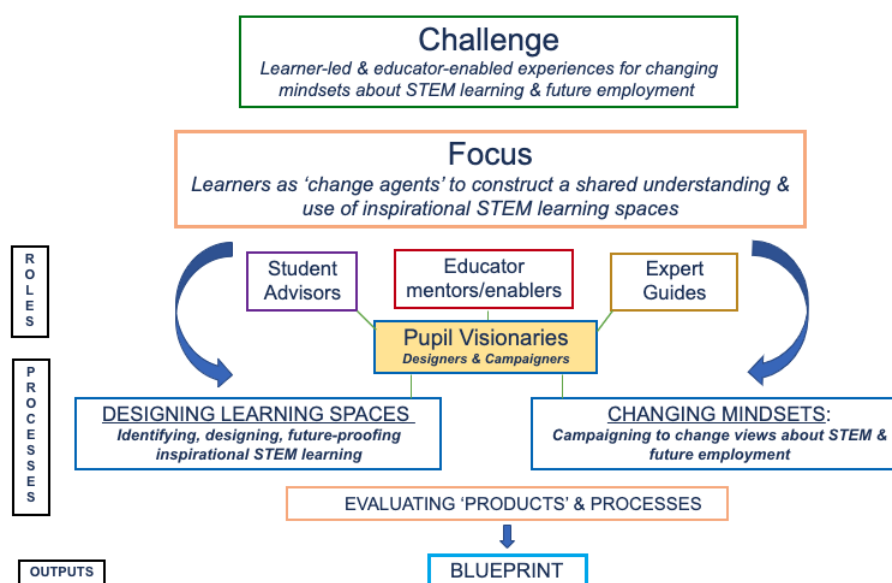 Challenge
Learner-led & educator-enabled experiences for changing
mindsets about STEM learning & future employment
Focus
Learners as ‘change agents’ to construct a shared understanding &
use of inspirational STEM learning spaces
ROLES
Student
Advisors
Educator
mentors/enablers
Expert
Guides
Pupil Visionaries
Designers & Campaigners
PROCESSES
DESIGNING LEARNING SPACES
Identifying, designing, future-proofing
inspirational STEM learning
CHANGING MINDSETS:
Campaigning to change views about STEM &
future employment
EVALUATING ‘PRODUCTS’ & PROCESSES
OUTPUTS
BLUEPRINT